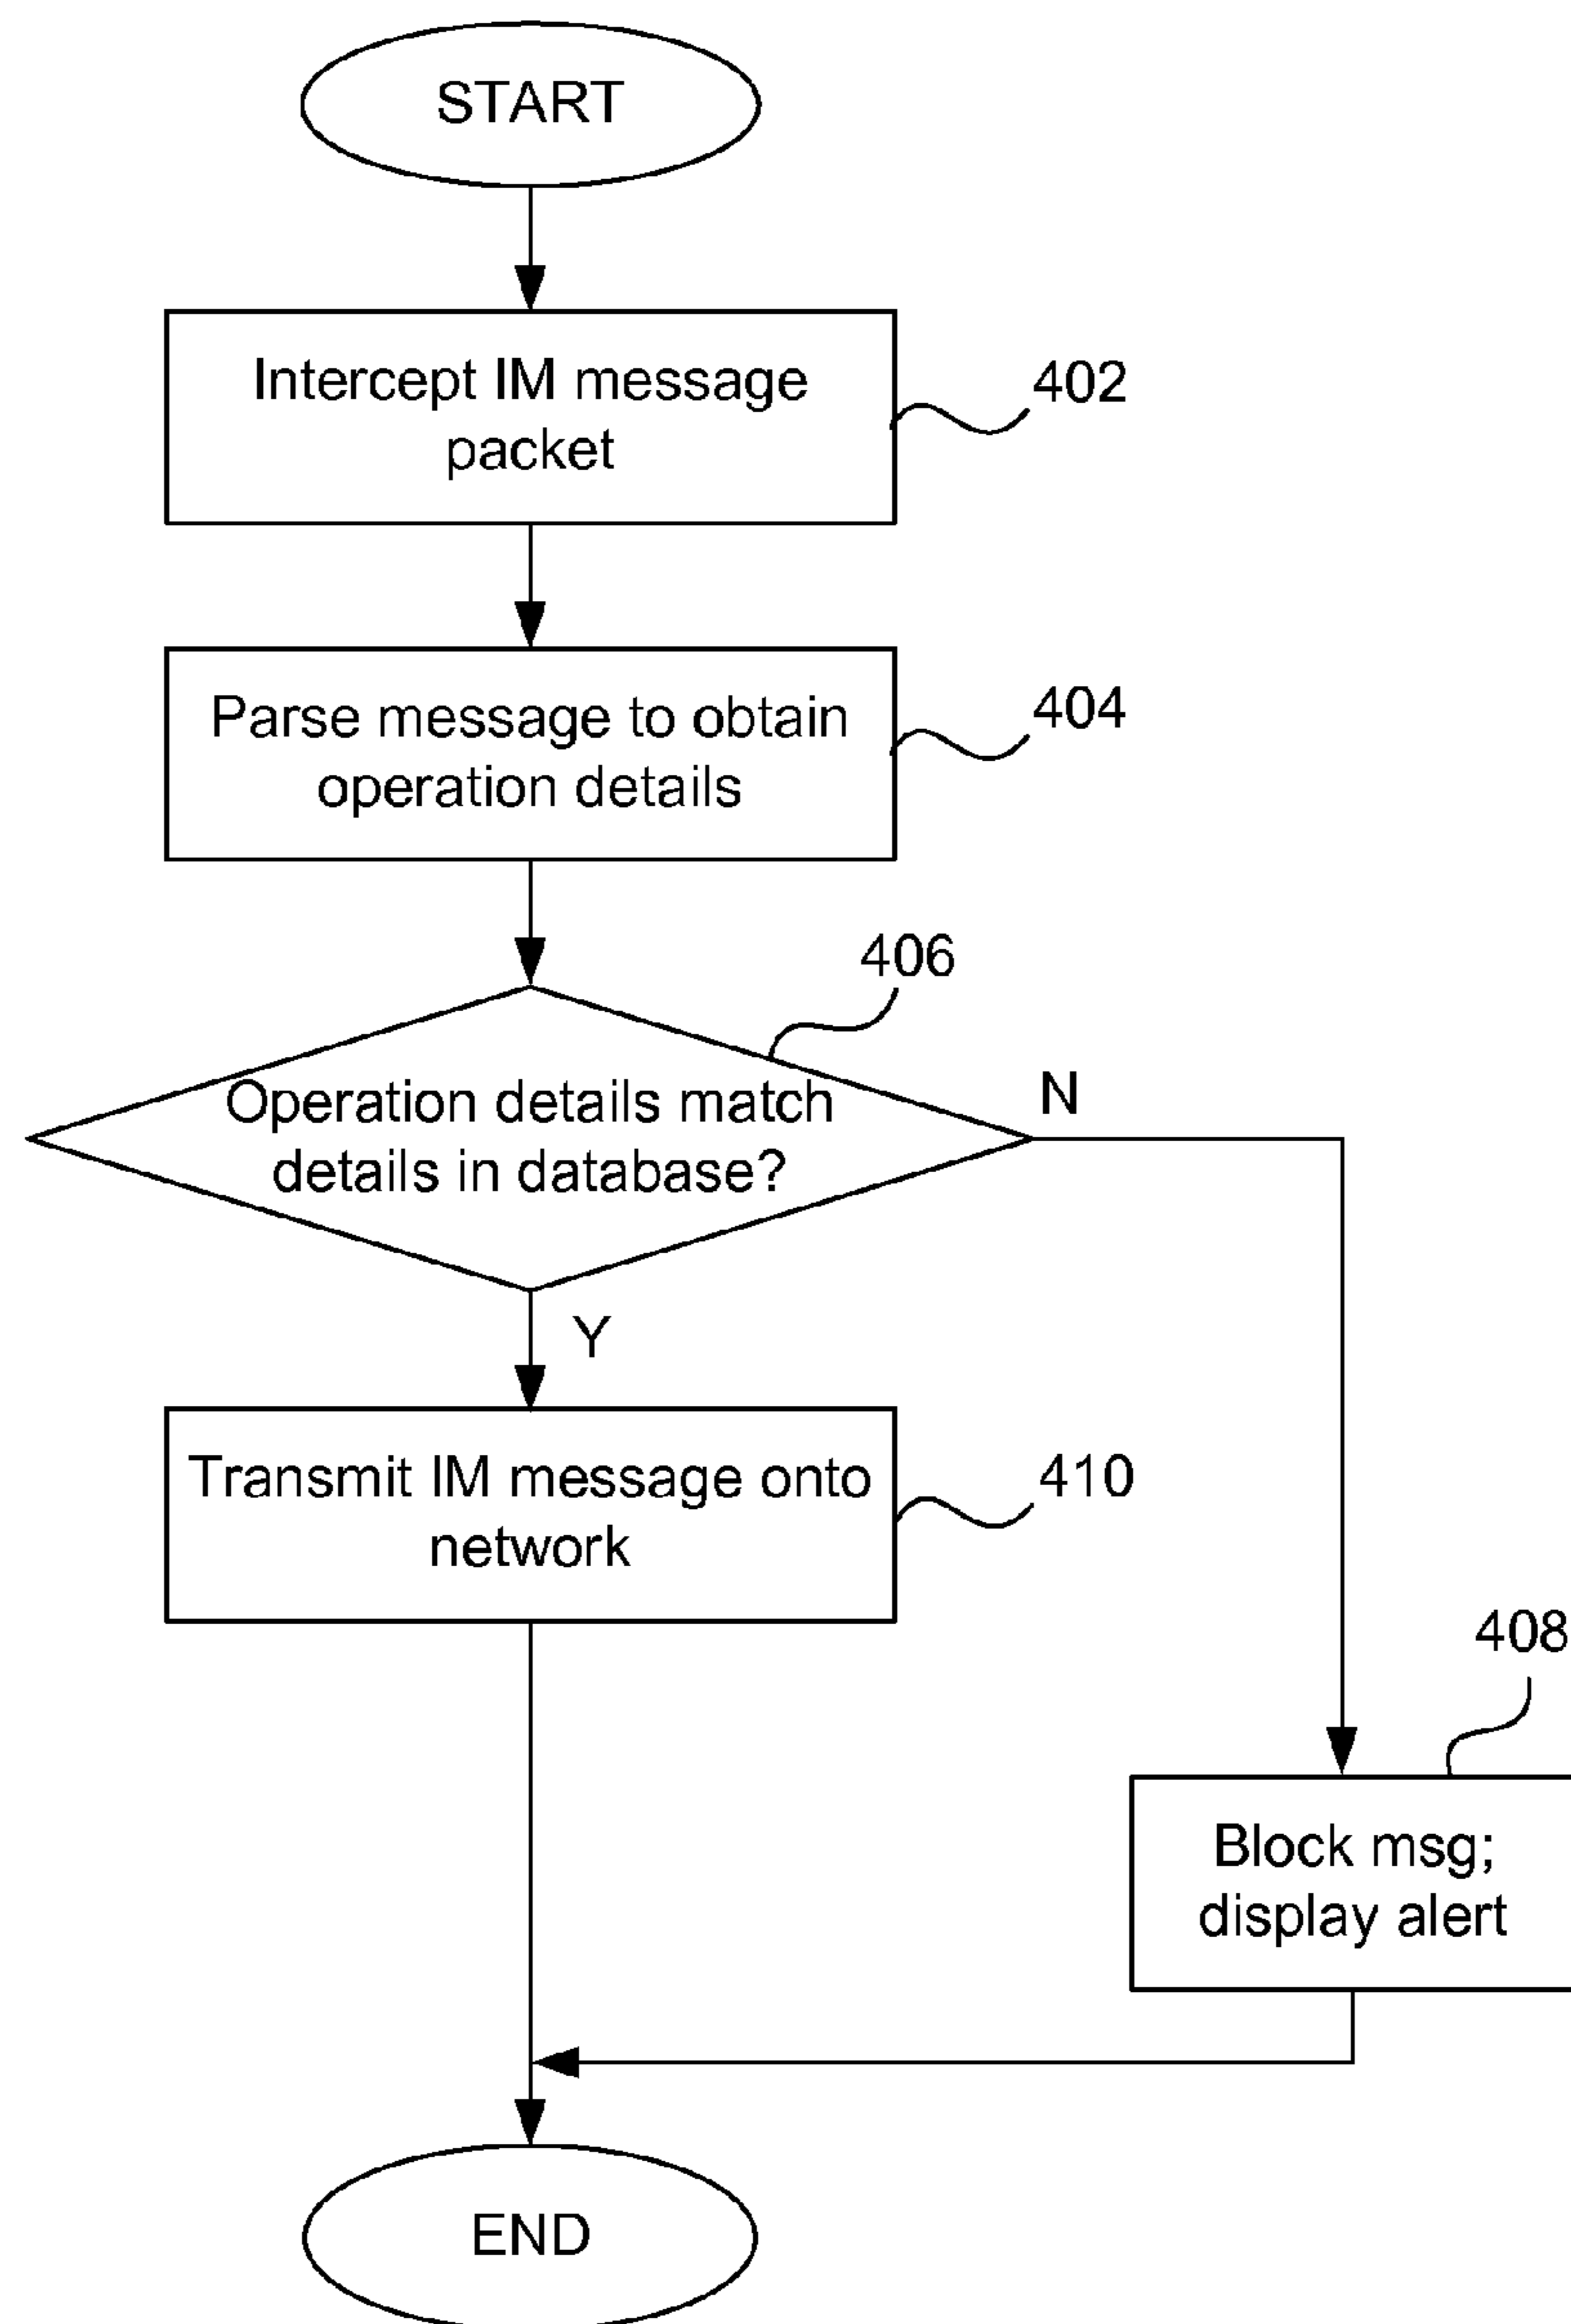 START
Intercept IM message
packet
402
Parse message to obtain
operation details
404
406
Operation details match
details in database?
N
Y
Transmit IM message onto
network
410
408
Block msg;
display alert
END